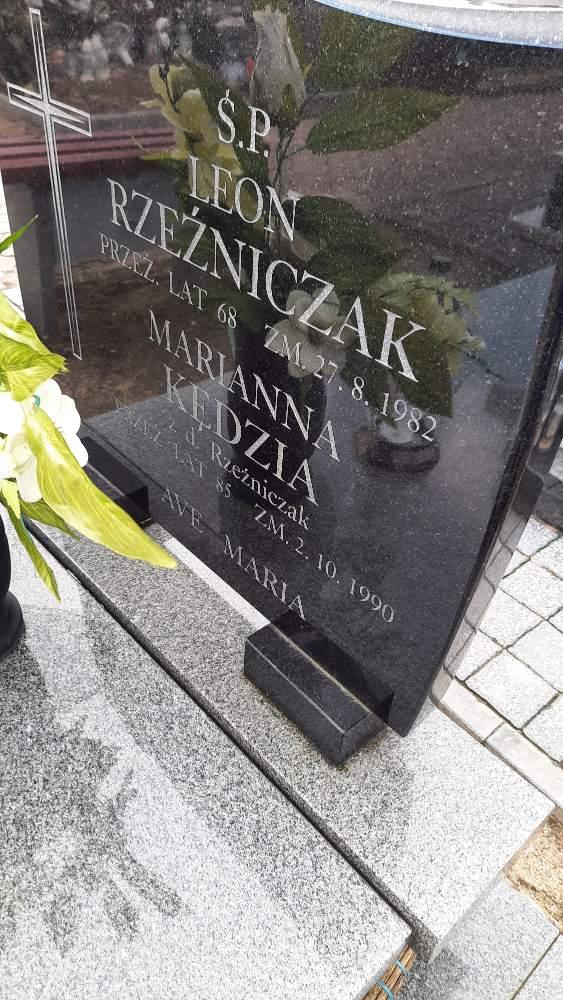 Ś.P.
LEON
RZEŹNICZAK
PRZEŻ. LAT 68 ZM. 27. 8. 1982
MARIANNA
KĘDZIA
z d. Rzeźniczak
PRZEŻ. LAT 85 ZM. 2. 10. 1990
AVE MARIA